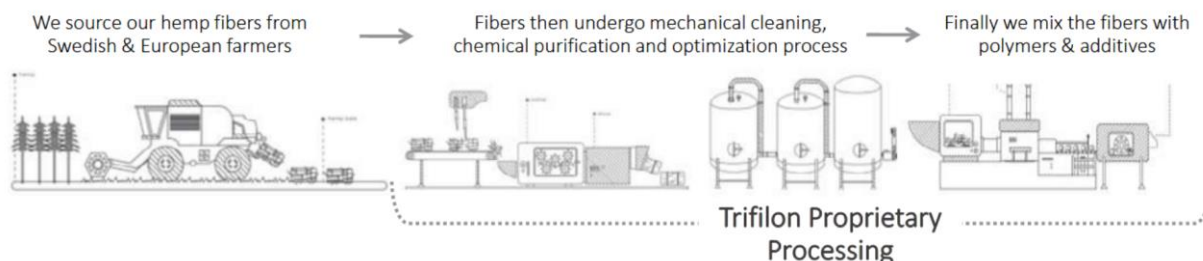 We source our hemp fibers from
Swedish & European farmers
Fibers then undergo mechanical cleaning,
chemical purification and optimization process
Finally we mix the fibers with
polymers & additives
Trifilon Proprietary
Processing